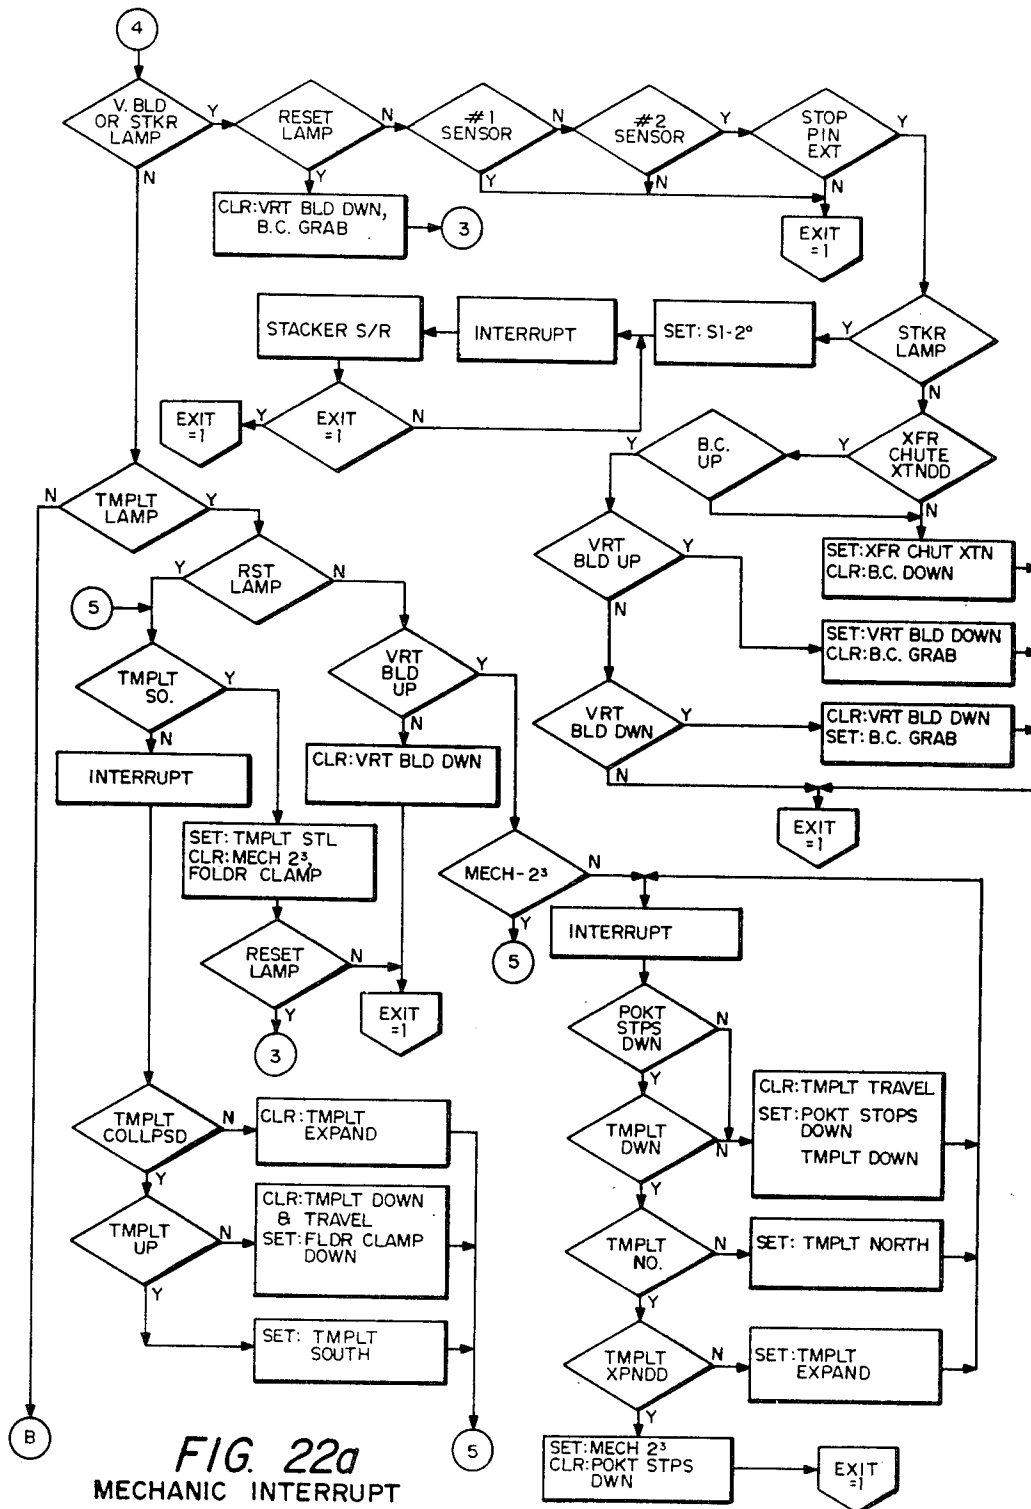 4
V. BLD
OR STKR
LAMP
Y
N
RESET
LAMP
N
Y
#1
SENSOR
N
Y
#2
SENSOR
Y
N
STOP
PIN
EXT
Y
N
CLR:VRT BLD DWN,
B.C. GRAB
3
EXIT
=1
STACKER S/R
INTERRUPT
SET: S1-2°
Y
STKR
LAMP
N
EXIT
=1
Y
EXIT
=1
N
Y
B.C.
UP
Y
XFR
CHUTE
XTNDD
N
N
TMPLT
LAMP
Y
VRT
BLD UP
Y
N
SET:XFR CHUT XTN
CLR:B.C. DOWN
Y
RST
LAMP
N
5
SET:VRT BLD DOWN
CLR:B.C. GRAB
TMPLT
SO.
Y
N
VRT
BLD
UP
Y
N
VRT
BLD DWN
Y
N
CLR:VRT BLD DWN
SET:B.C. GRAB
INTERRUPT
CLR:VRT BLD DWN
EXIT
=1
SET:TMPLT STL
CLR:MECH 2³,
FOLDR CLAMP
MECH-2³
N
Y
INTERRUPT
5
RESET
LAMP
N
Y
EXIT
=1
3
POKT
STPS
DWN
N
Y
TMPLT
COLLPSD
N
Y
CLR:TMPLT
EXPAND
TMPLT
DWN
N
Y
CLR:TMPLT TRAVEL
SET:POKT STOPS
DOWN
TMPLT DOWN
TMPLT
UP
N
Y
CLR:TMPLT DOWN
& TRAVEL
SET:FLDR CLAMP
DOWN
TMPLT
NO.
N
Y
SET: TMPLT NORTH
SET: TMPLT
SOUTH
TMPLT
XPNDD
N
Y
SET:TMPLT
EXPAND
B
5
SET:MECH 2³
CLR:POKT STPS
DWN
EXIT
=1
FIG. 22a
MECHANIC INTERRUPT